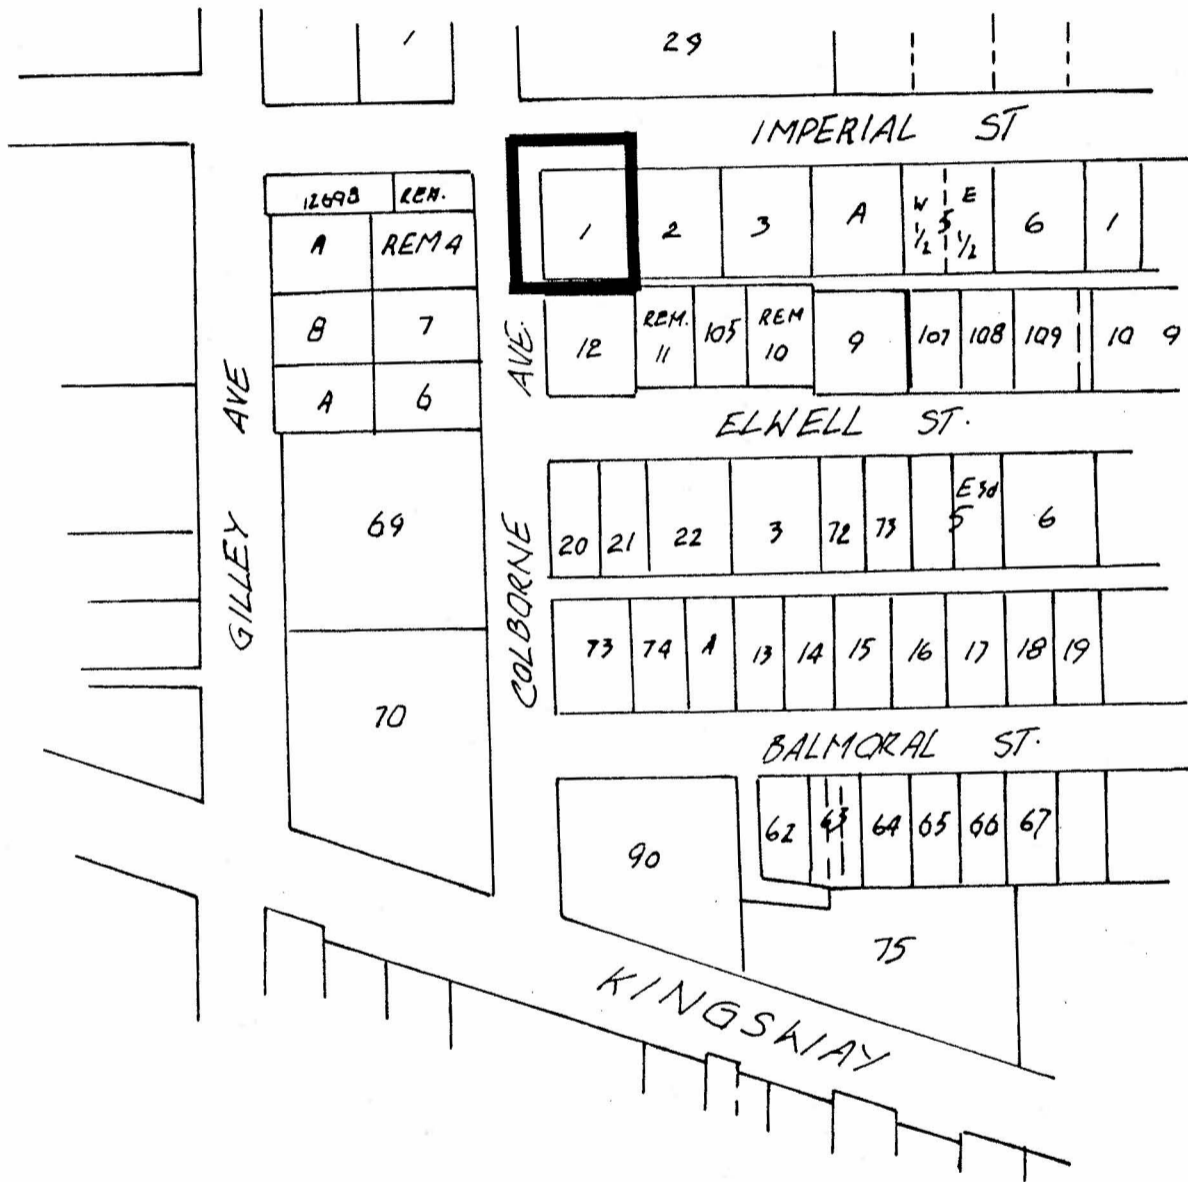 1
29
IMPERIAL ST
12698 REM.
A REM 4
B 7
A 6
1 2 3 A W 1/2 5 E 1/2 6 1
12 REM. 11 105 REM 10 9 107 108 109 10 9
GILLEY AVE
COLBORNE AVE.
ELWELL ST.
69
20 21 22 3 72 73 5 6
73 74 A 13 14 15 16 17 18 19
70
BALMORAL ST.
90
62 63 64 65 66 67
75
KINGSWAY